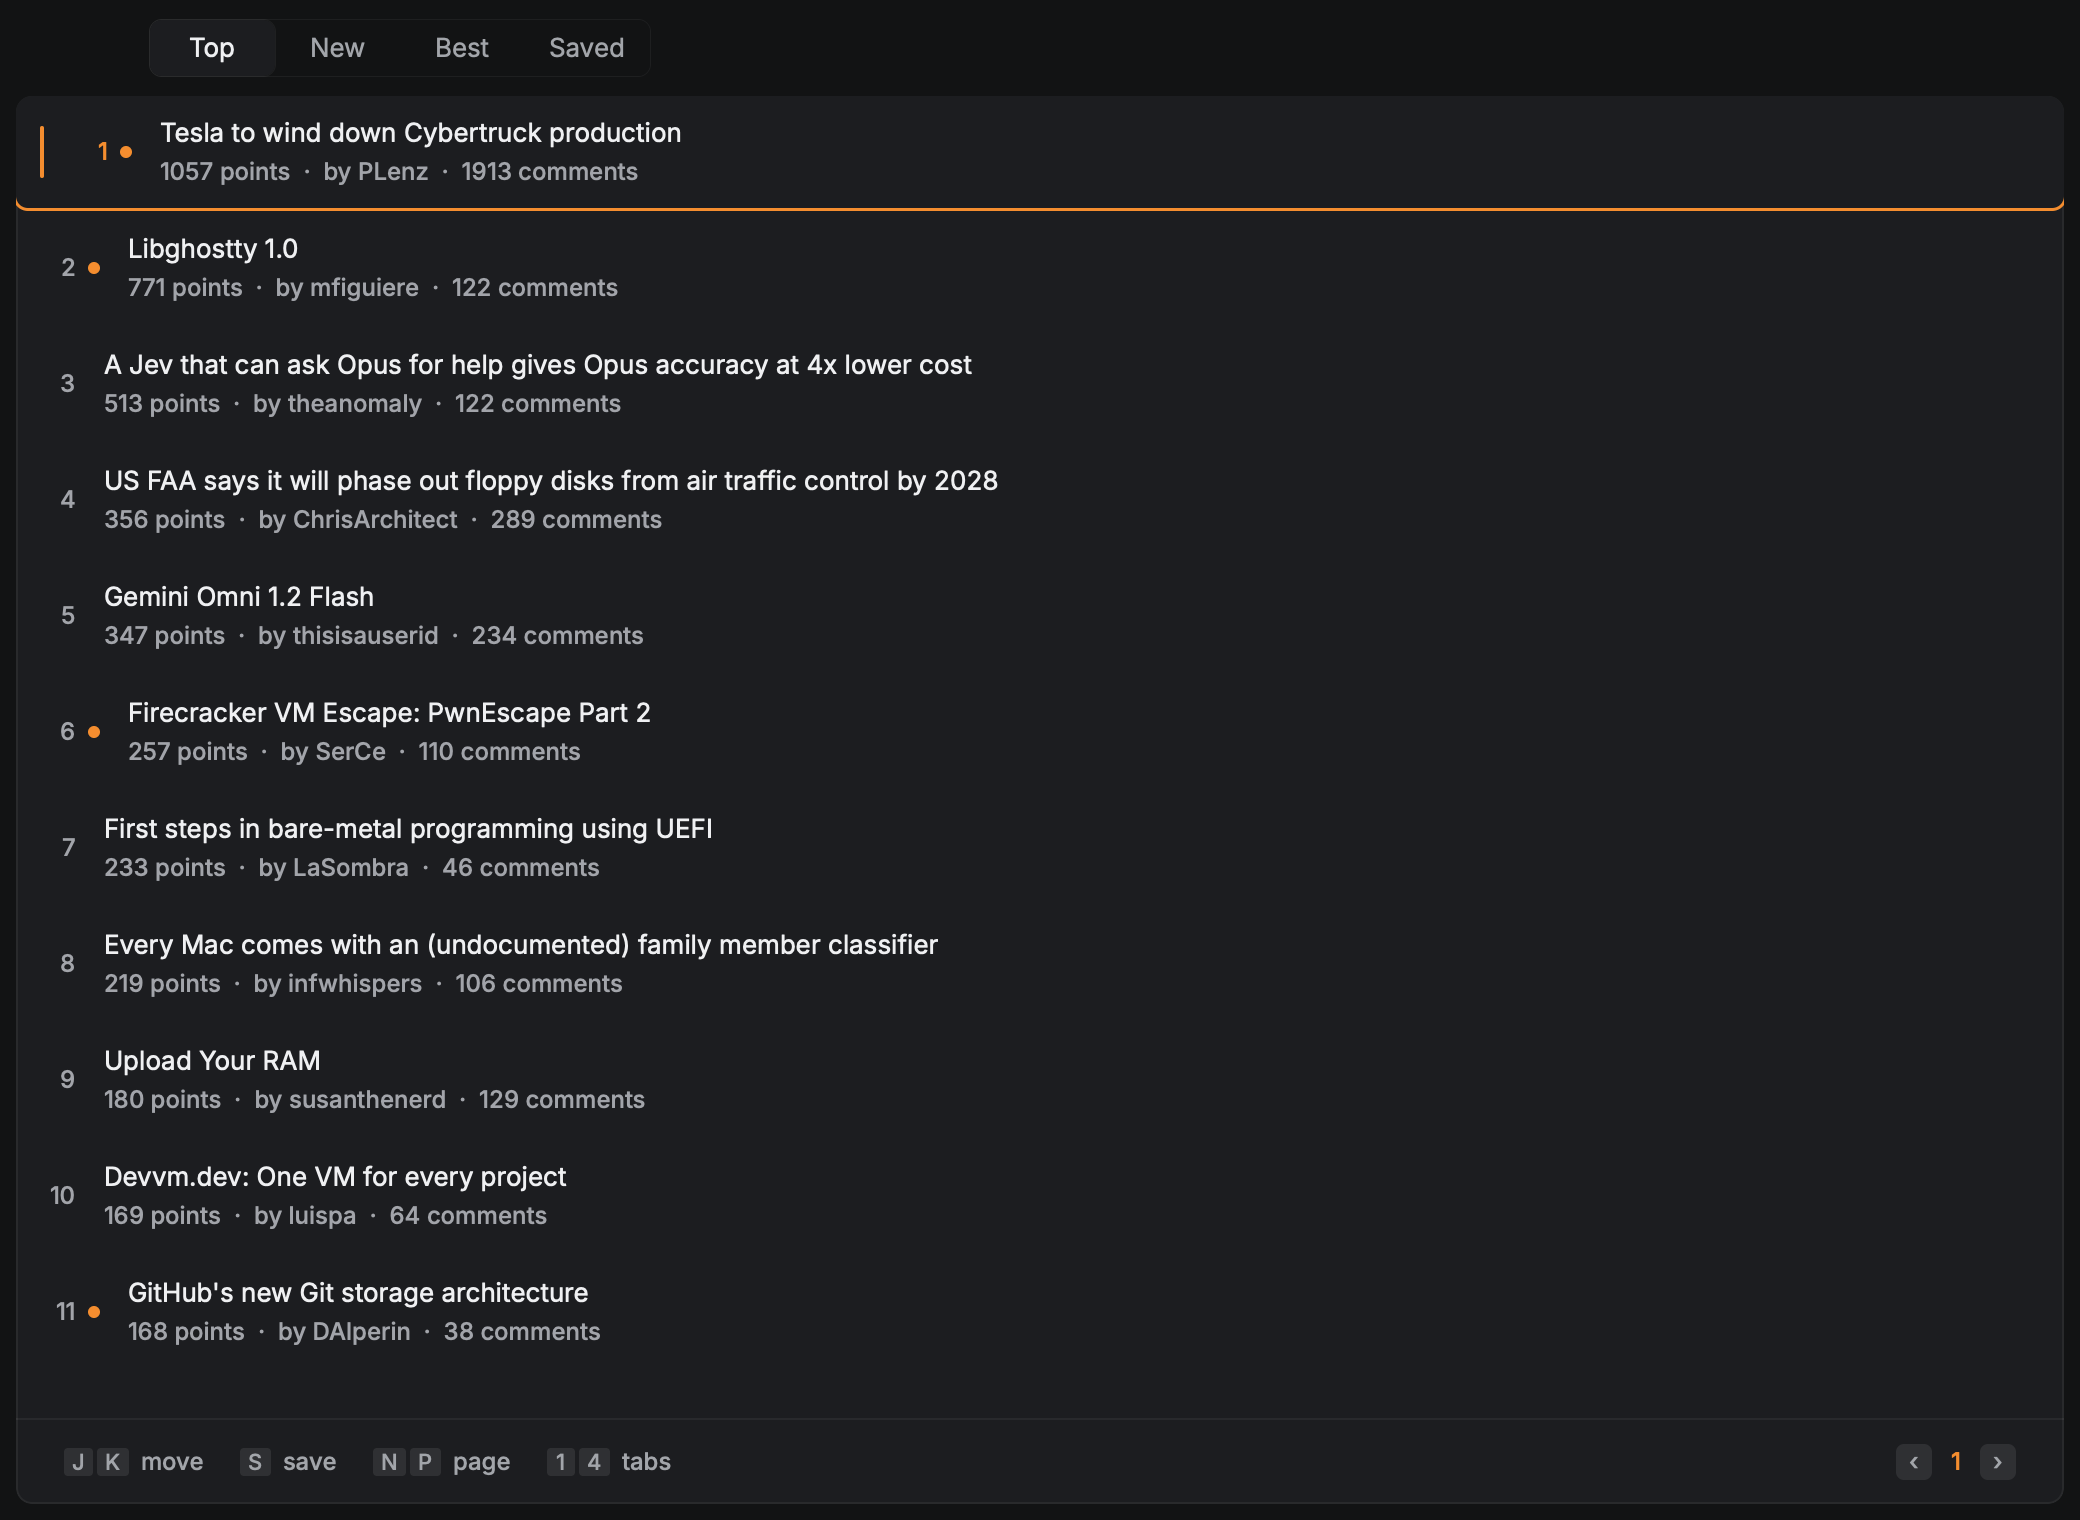 Top New Best Saved
1 Tesla to wind down Cybertruck production
1057 points · by PLenz · 1913 comments
2 Libghostty 1.0
771 points · by mfiguiere · 122 comments
3 A Jev that can ask Opus for help gives Opus accuracy at 4x lower cost
513 points · by theanomaly · 122 comments
4 US FAA says it will phase out floppy disks from air traffic control by 2028
356 points · by ChrisArchitect · 289 comments
5 Gemini Omni 1.2 Flash
347 points · by thisisauserid · 234 comments
6 Firecracker VM Escape: PwnEscape Part 2
257 points · by SerCe · 110 comments
7 First steps in bare-metal programming using UEFI
233 points · by LaSombra · 46 comments
8 Every Mac comes with an (undocumented) family member classifier
219 points · by infwhispers · 106 comments
9 Upload Your RAM
180 points · by susanthenerd · 129 comments
10 Devvm.dev: One VM for every project
169 points · by luispa · 64 comments
11 GitHub's new Git storage architecture
168 points · by DAlperin · 38 comments
J K move S save N P page 1 4 tabs ‹ 1 ›